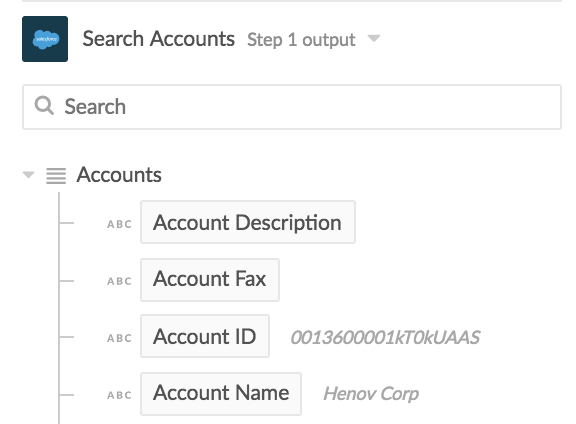 salesforce
Search Accounts Step 1 output
Search
Accounts
ABC Account Description
ABC Account Fax
ABC Account ID 0013600001kT0kUAAS
ABC Account Name Henov Corp